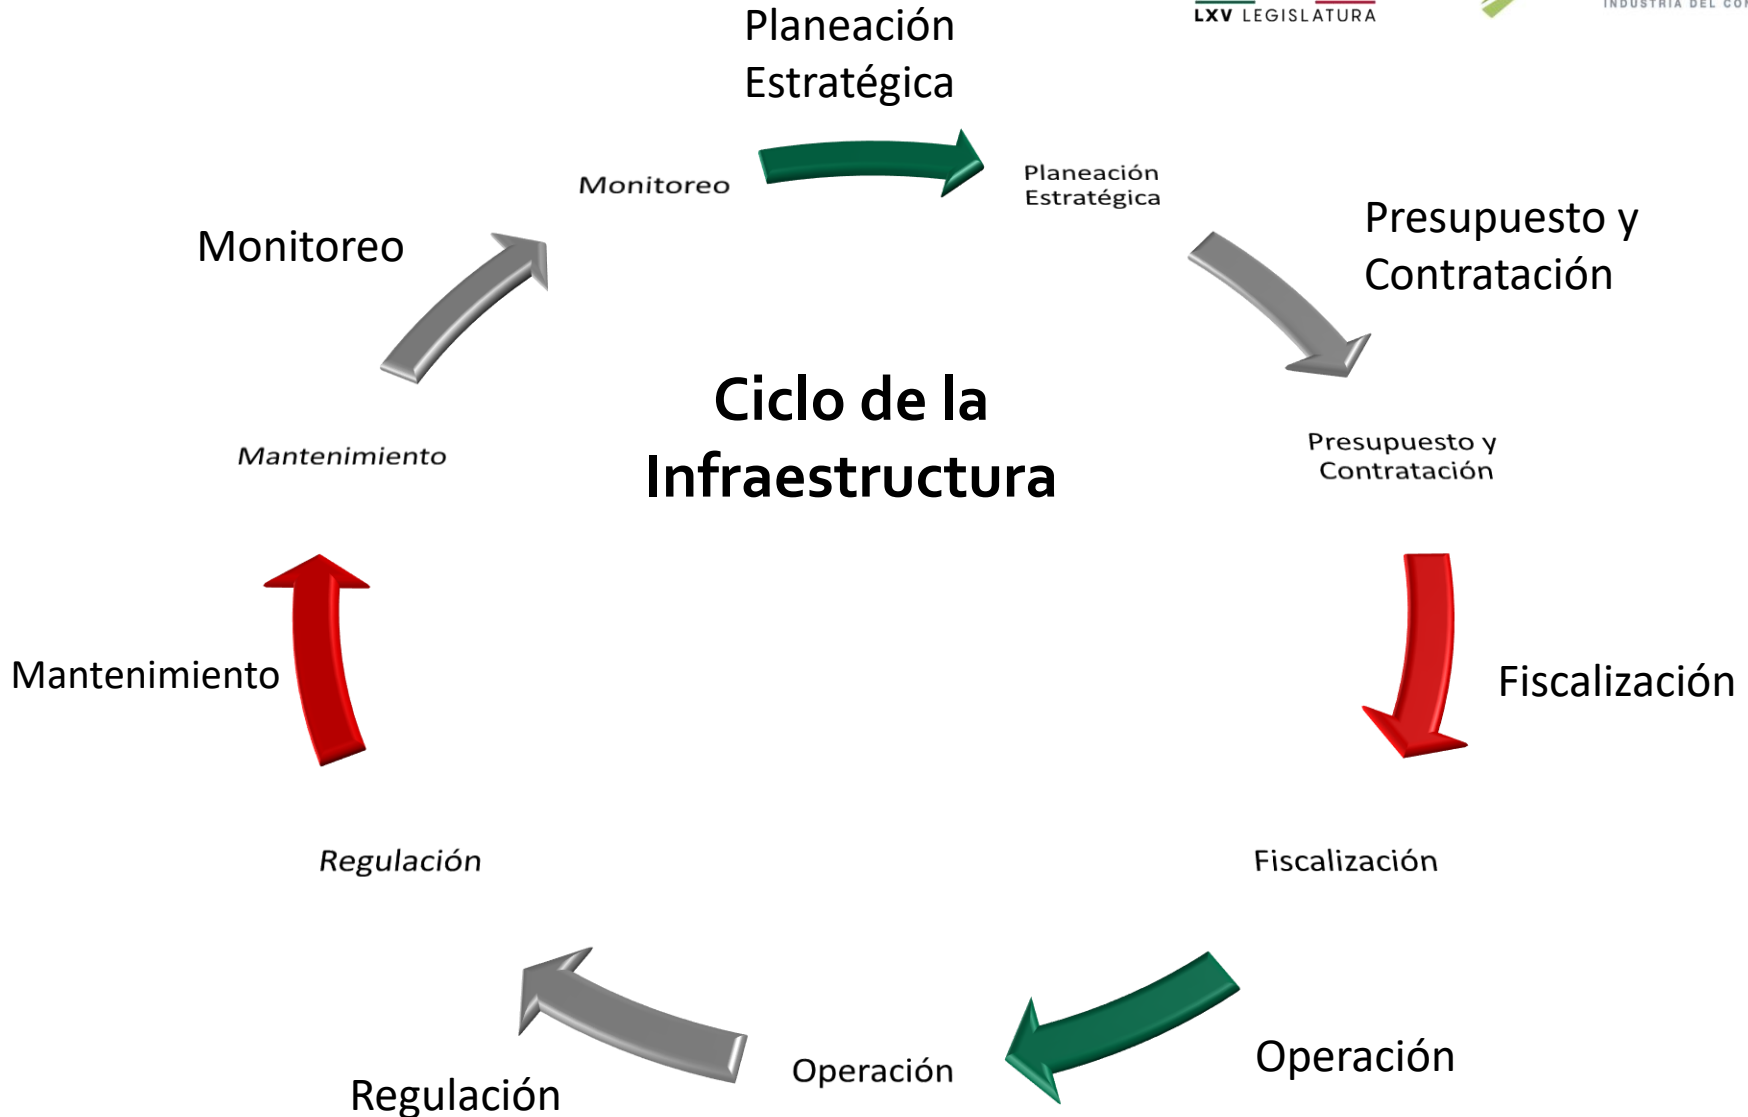 LXV LEGISLATURA
Planeación
Estratégica
Monitoreo
Planeación
Estratégica
Monitoreo
Presupuesto y
Contratación
Ciclo de la
Infraestructura
Mantenimiento
Presupuesto y
Contratación
Mantenimiento
Fiscalización
Regulación
Fiscalización
Operación
Operación
Regulación